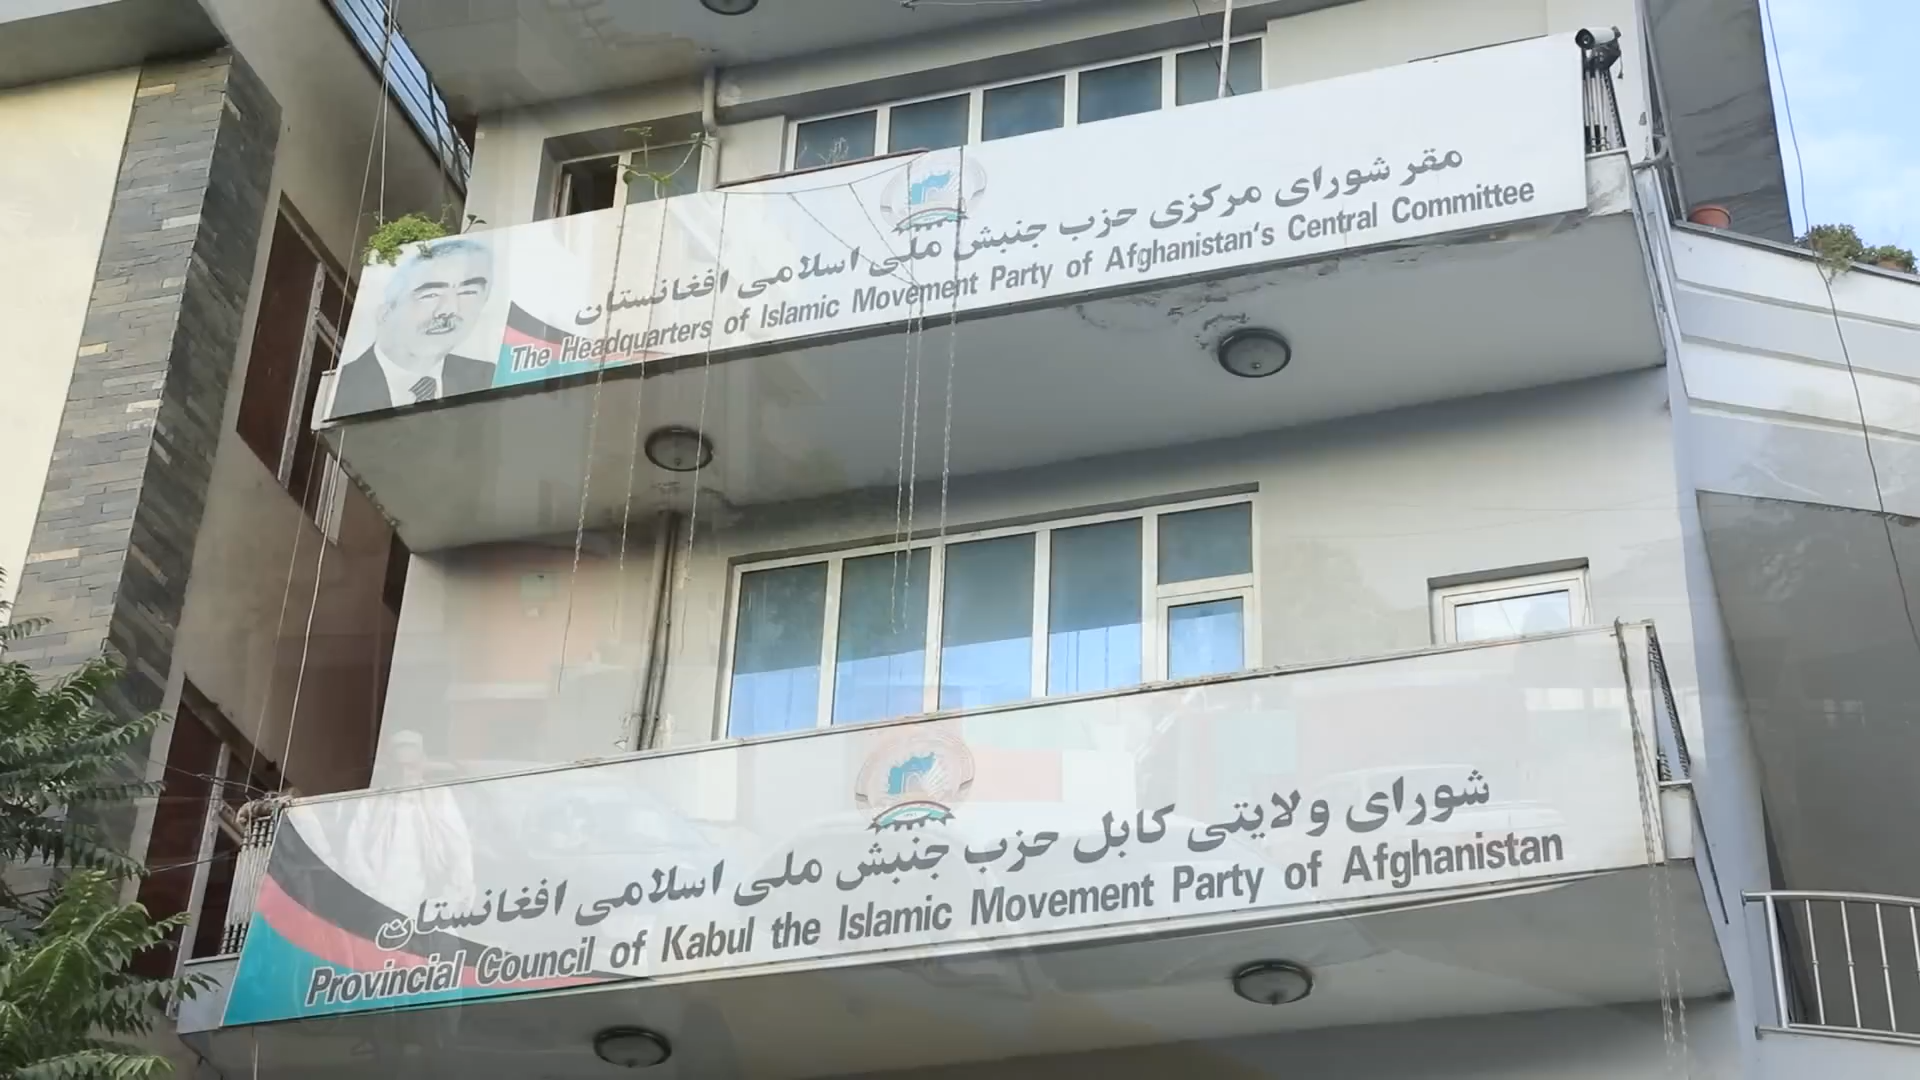 مقر شورای مرکزی حزب جنبش ملی اسلامی افغانستان
The Headquarters of Islamic Movement Party of Afghanistan's Central Committee
شورای ولایتی کابل حزب جنبش ملی اسلامی افغانستان
Provincial Council of Kabul the Islamic Movement Party of Afghanistan